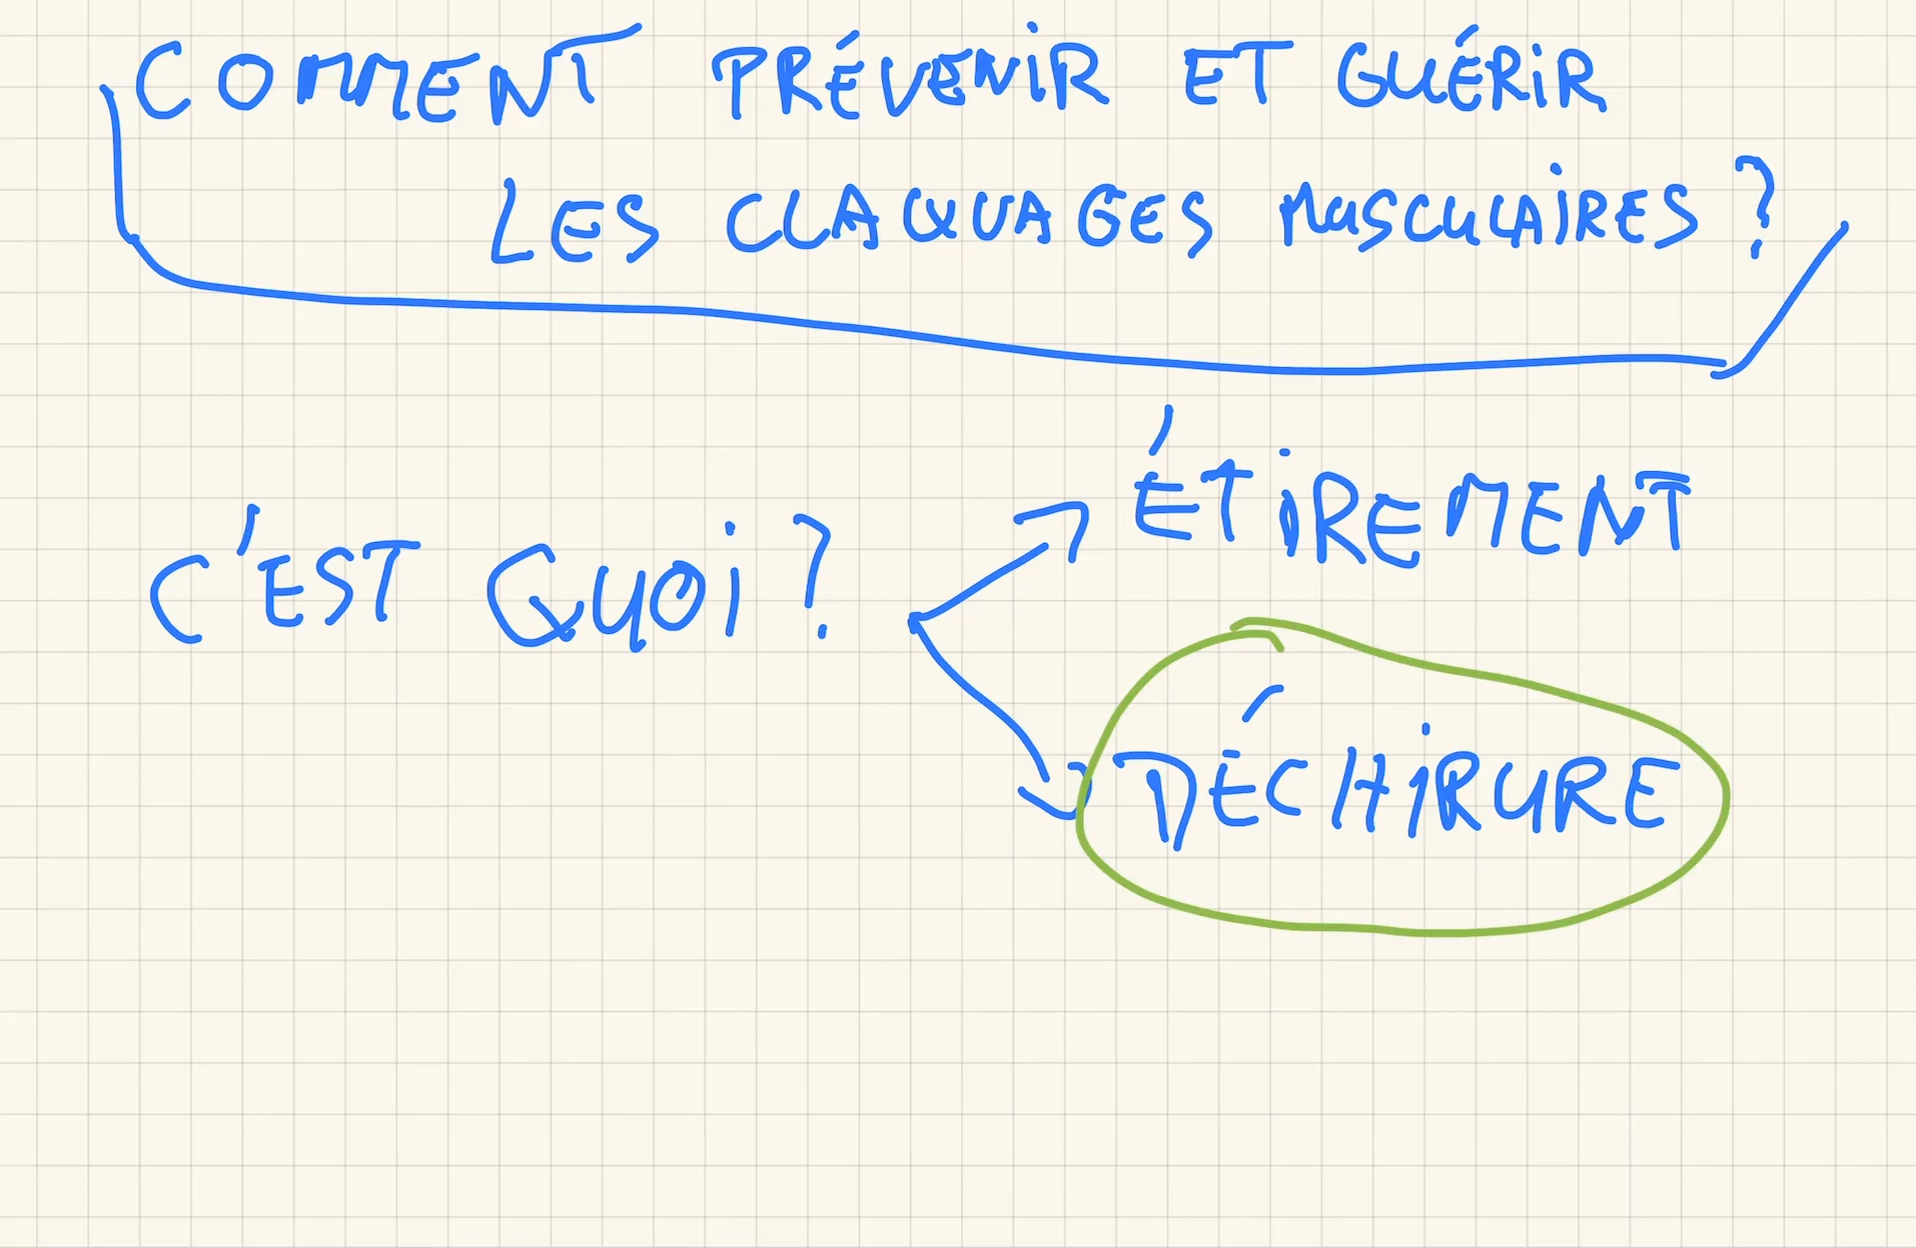 COMMENT PRÉVENIR ET GUÉRIR
LES CLAQUAGES MUSCULAIRES ?
C'EST QUOI ?
ÉTIREMENT
DÉCHIRURE